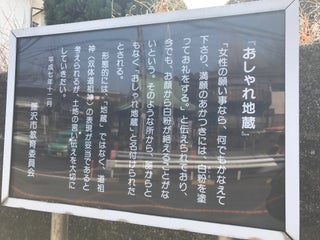 『おしゃれ地蔵』
「女性の願い事なら、何でもかなえて
下さり、満願のあかつきには、白粉を塗
ってお礼をする。」と伝えられており、
今でも、お顔から白粉が絶えることがな
いという。そのような所から、誰からと
もなく、「おしゃれ地蔵」と名付けられた
とされる。
形態的には、「地蔵」ではなく、道祖
神（双体道祖神）の表現が妥当であると
考えられるが、土地の言い伝えを大切に
していきたい。
平成七年十二月
藤沢市教育委員会